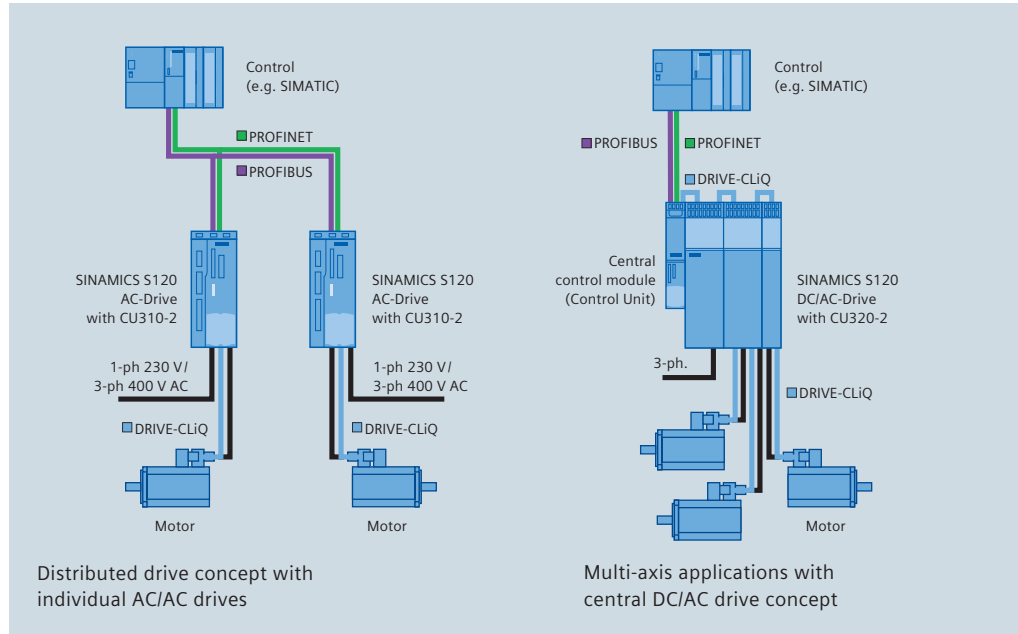 Control
(e.g. SIMATIC)
PROFINET
PROFIBUS
SINAMICS S120
AC-Drive
with CU310-2
SINAMICS S120
AC-Drive
with CU310-2
1-ph 230 V/
3-ph 400 V AC
1-ph 230 V/
3-ph 400 V AC
DRIVE-CLiQ
DRIVE-CLiQ
Motor
Motor
Distributed drive concept with
individual AC/AC drives
Control
(e.g. SIMATIC)
PROFIBUS
PROFINET
DRIVE-CLiQ
Central
control module
(Control Unit)
SINAMICS S120
DC/AC-Drive
with CU320-2
3-ph.
DRIVE-CLiQ
Motor
Multi-axis applications with
central DC/AC drive concept